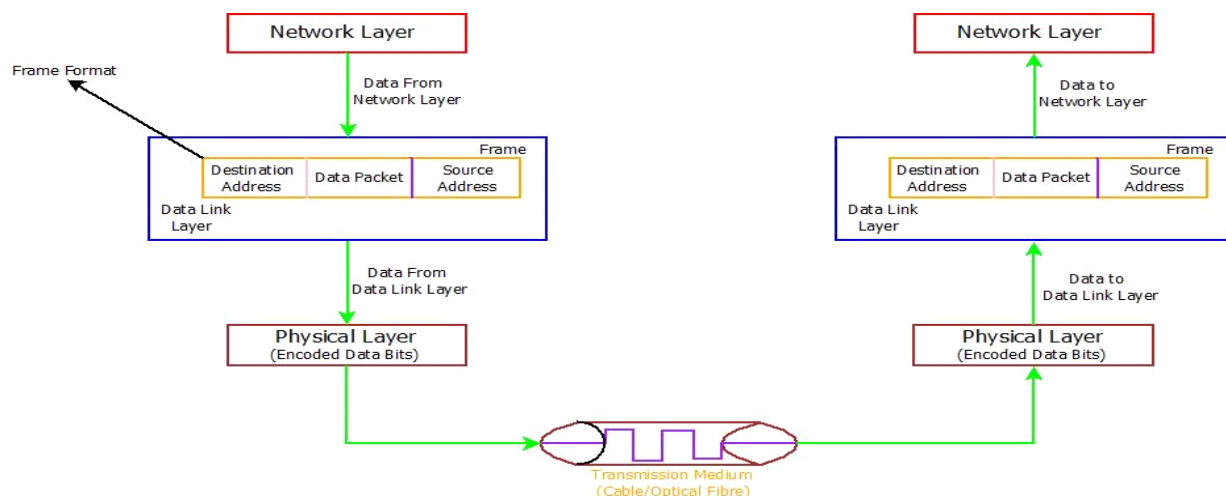 Network Layer
Network Layer
Frame Format
Data From
Network Layer
Data to
Network Layer
Frame
Destination
Address
Data Packet
Source
Address
Data Link
Layer
Frame
Destination
Address
Data Packet
Source
Address
Data Link
Layer
Data From
Data Link Layer
Data to
Data Link Layer
Physical Layer
(Encoded Data Bits)
Physical Layer
(Encoded Data Bits)
Transmission Medium
(Cable/Optical Fibre)